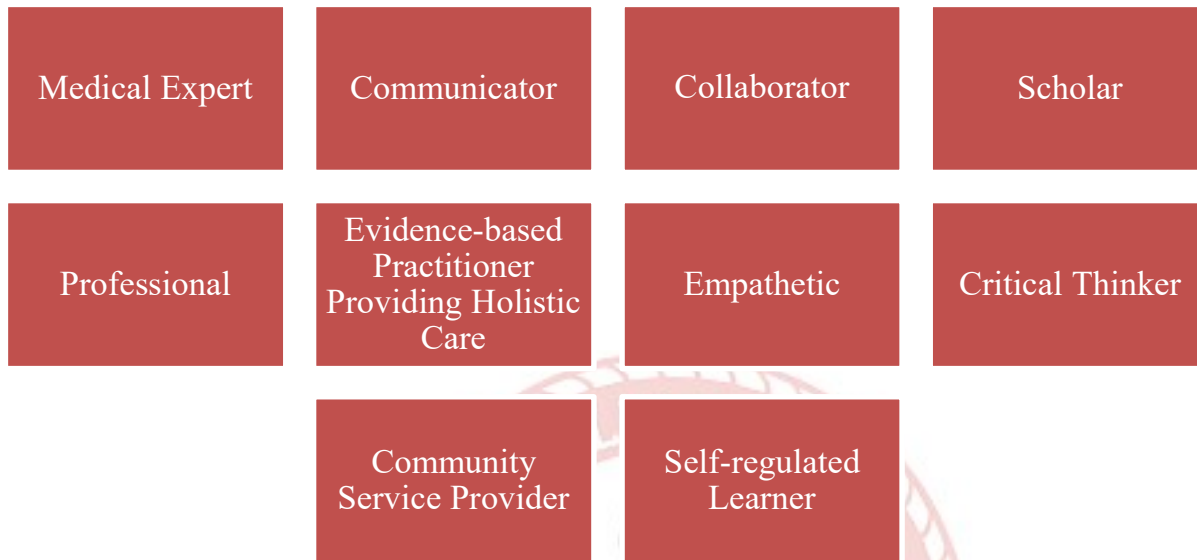 Medical Expert
Communicator
Collaborator
Scholar
Professional
Evidence-based
Practitioner
Providing Holistic
Care
Empathetic
Critical Thinker
Community
Service Provider
Self-regulated
Learner